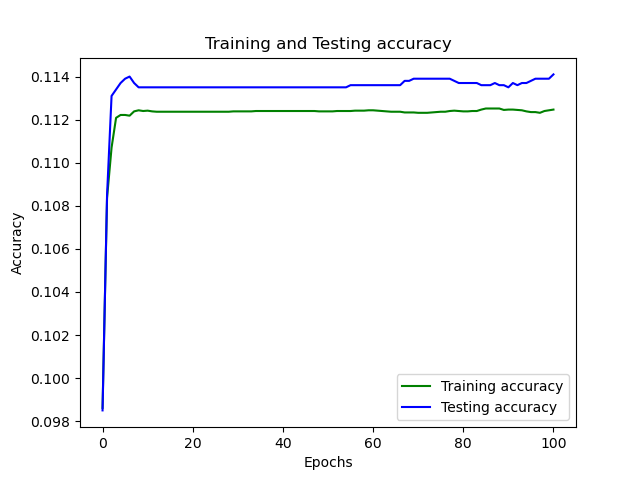 Training and Testing accuracy
Accuracy
0.114
0.112
0.110
0.108
0.106
0.104
0.102
0.100
0.098
Training accuracy
Testing accuracy
0 20 40 60 80 100
Epochs